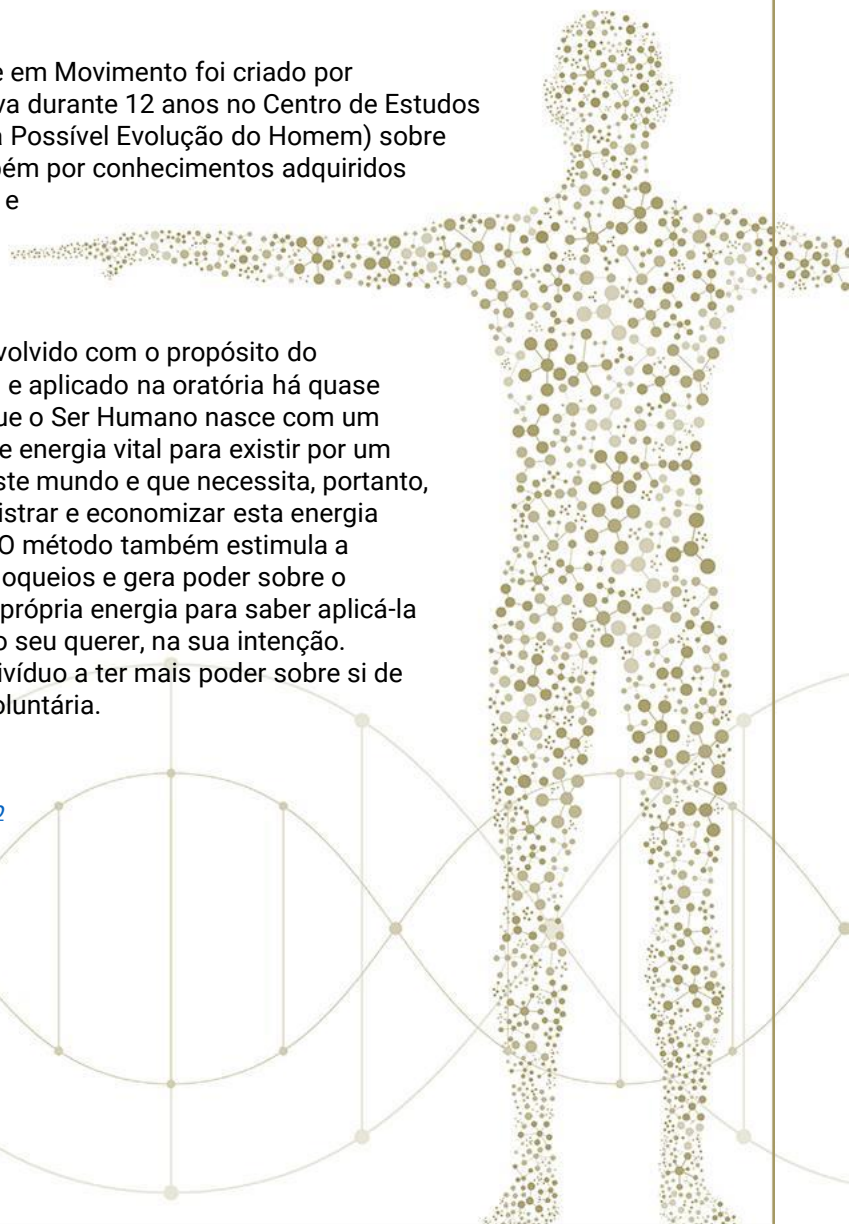 e em Movimento foi criado por
va durante 12 anos no Centro de Estudos
a Possível Evolução do Homem) sobre
bém por conhecimentos adquiridos
e
volvido com o propósito do
e aplicado na oratória há quase
que o Ser Humano nasce com um
e energia vital para existir por um
ste mundo e que necessita, portanto,
istrar e economizar esta energia
O método também estimula a
loqueios e gera poder sobre o
própria energia para saber aplicá-la
o seu querer, na sua intenção.
ivíduo a ter mais poder sobre si de
oluntária.